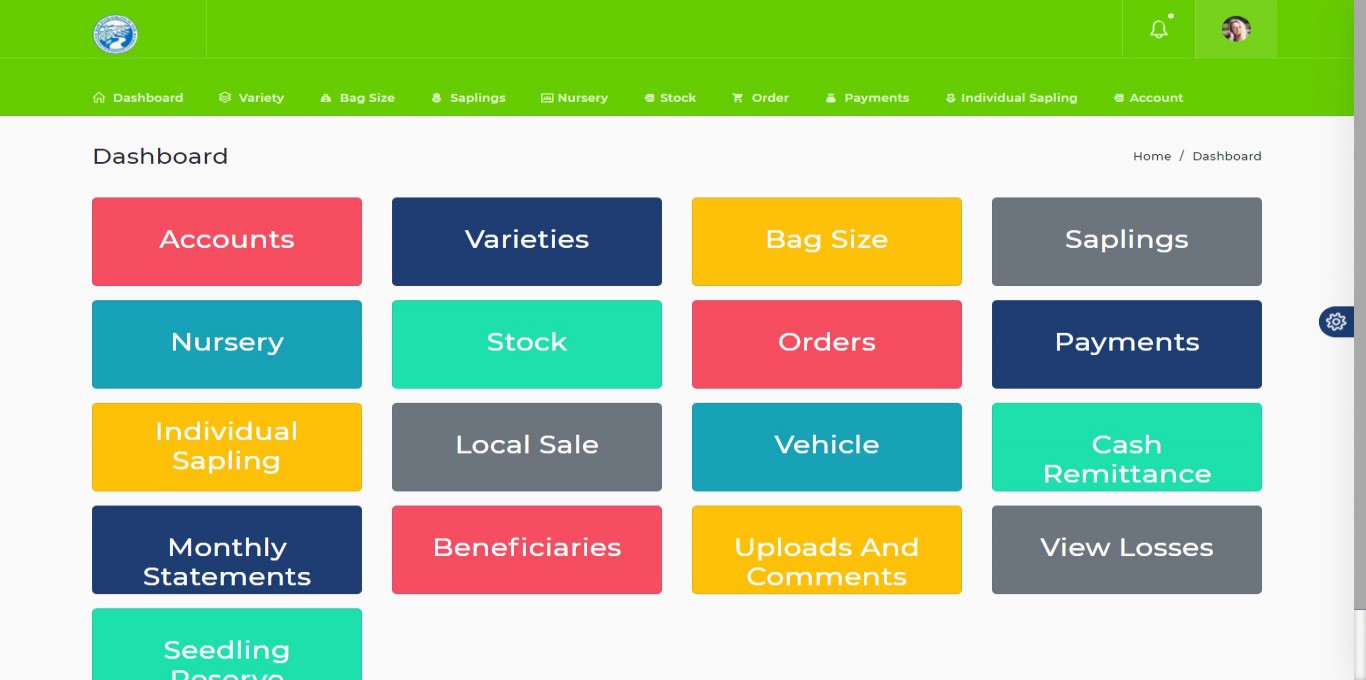 Dashboard
Variety
Bag Size
Saplings
Nursery
Stock
Order
Payments
Individual Sapling
Account
Dashboard
Home / Dashboard
Accounts
Varieties
Bag Size
Saplings
Nursery
Stock
Orders
Payments
Individual
Sapling
Local Sale
Vehicle
Cash
Remittance
Monthly
Statements
Beneficiaries
Uploads And
Comments
View Losses
Seedling
Reserve